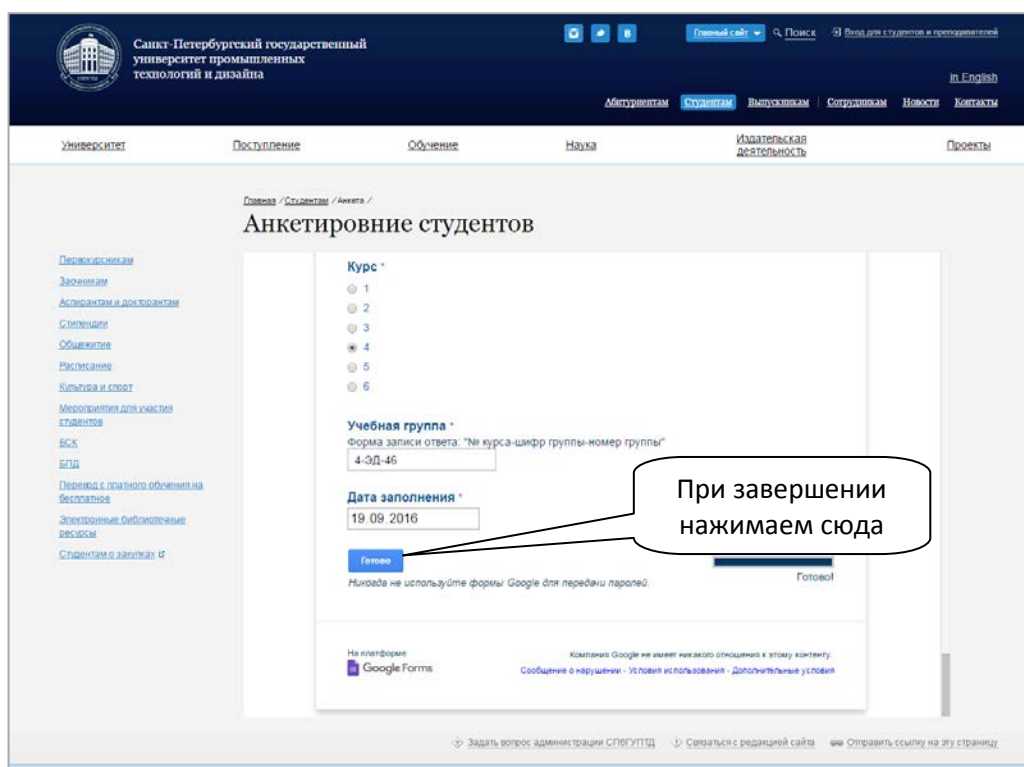 Санкт-Петербургский государственный
университет промышленных
технологий и дизайна
В
Главный сайт
Поиск
Вход для студентов и преподавателей
in English
Абитуриентам Студентам Выпускникам Сотрудникам Новости Контакты
Университет Поступление Обучение Наука Издательская деятельность Проекты
Главная / Студентам / Анкета /
Анкетировние студентов
Первокурсникам
Заочникам
Аспирантам и докторантам
Стипендии
Общежитие
Расписание
Культура и спорт
Мероприятия для участия
студентов
БСК
БПД
Перевод с платного обучения на
бесплатное
Электронные библиотечные
ресурсы
Студентам о закупках
Курс *
1
2
3
4
5
6
Учебная группа *
Форма записи ответа: "№ курса-шифр группы-номер группы"
4-ЭД-46
Дата заполнения *
19.09.2016
При завершении
нажимаем сюда
Готово
Готово!
Никогда не используйте формы Google для передачи паролей.
На платформе
Google Forms
Компания Google не имеет никакого отношения к этому контенту.
Сообщение о нарушении - Условия использования - Дополнительные условия
Задать вопрос администрации СПбГУПТД Связаться с редакцией сайта Отправить ссылку на эту страницу